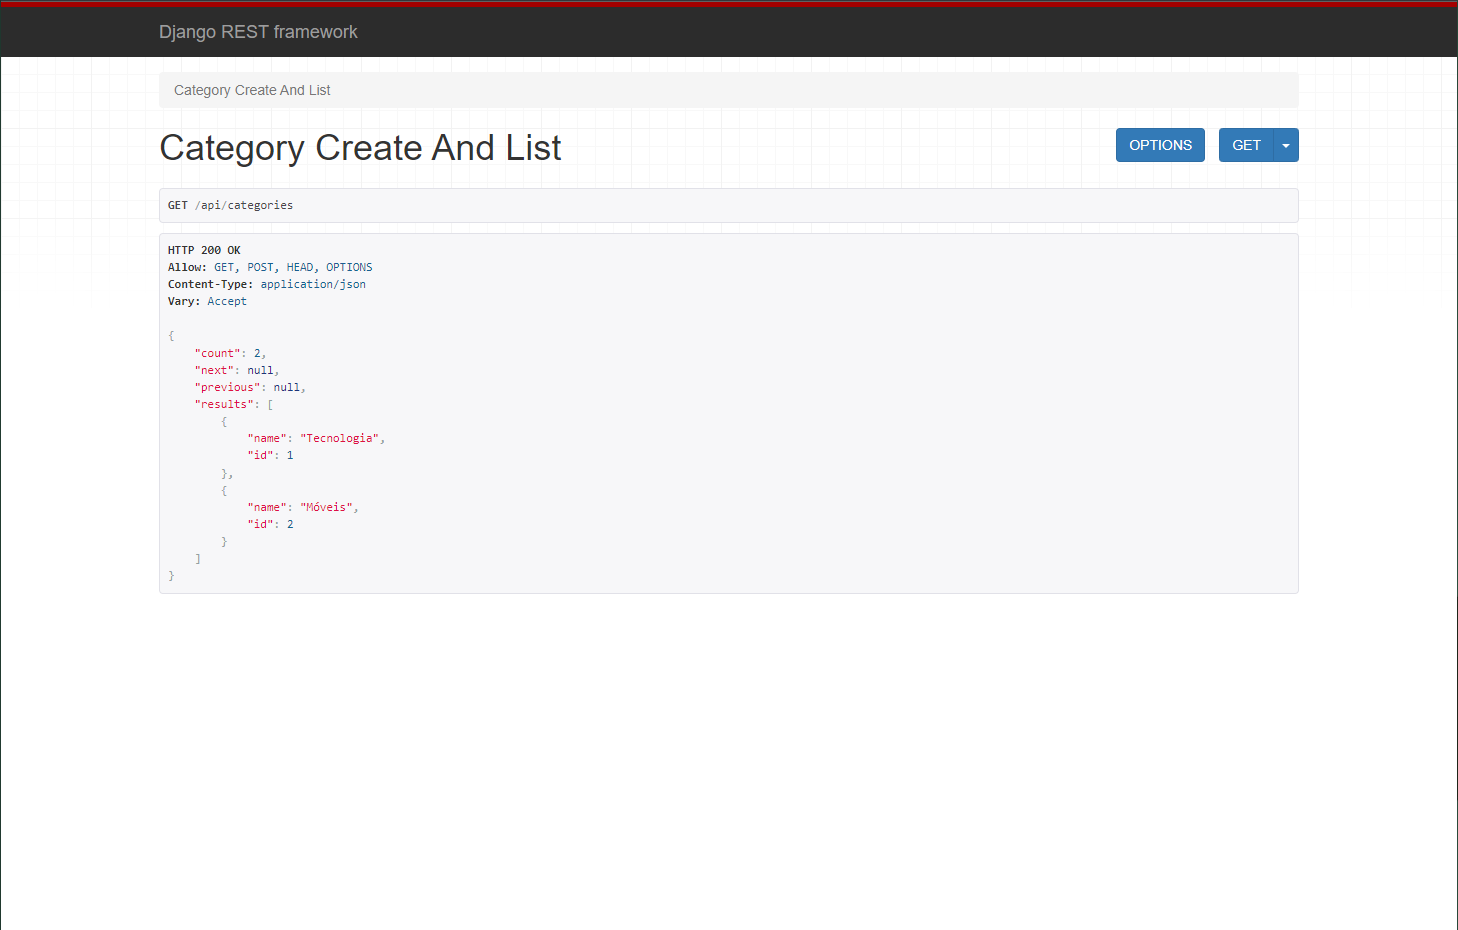 Django REST framework
Category Create And List
Category Create And List
OPTIONS
GET
GET /api/categories
HTTP 200 OK
Allow: GET, POST, HEAD, OPTIONS
Content-Type: application/json
Vary: Accept
{
    "count": 2,
    "next": null,
    "previous": null,
    "results": [
        {
            "name": "Tecnologia",
            "id": 1
        },
        {
            "name": "Móveis",
            "id": 2
        }
    ]
}